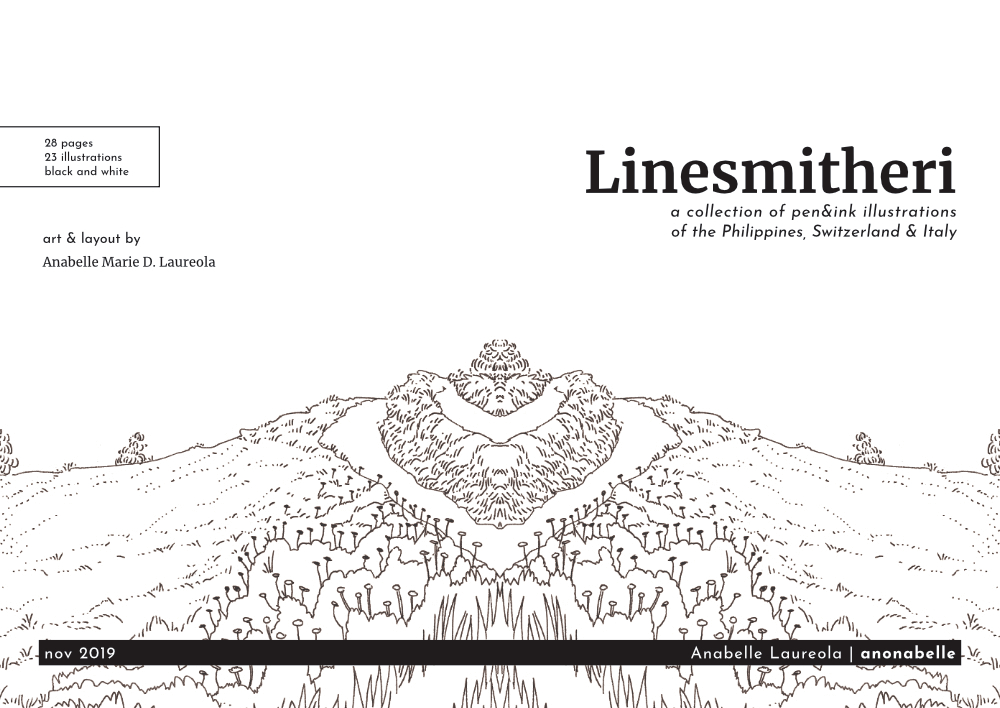 28 pages
23 illustrations
black and white
Linesmitheri
a collection of pen&ink illustrations
of the Philippines, Switzerland & Italy
art & layout by
Anabelle Marie D. Laureola
nov 2019
Anabelle Laureola | anonabelle